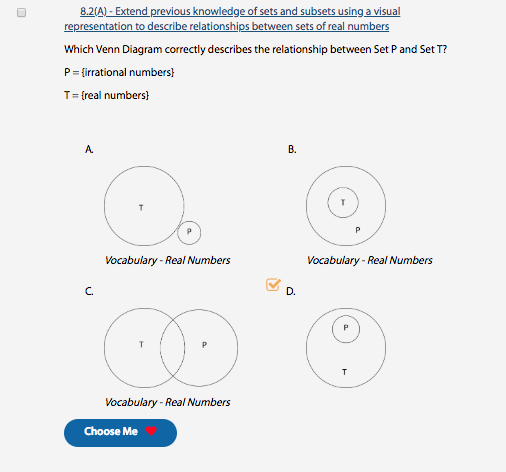 8.2(A) - Extend previous knowledge of sets and subsets using a visual
representation to describe relationships between sets of real numbers
Which Venn Diagram correctly describes the relationship between Set P and Set T?
P = {irrational numbers}
T = {real numbers}
A. B.
T P T P
Vocabulary - Real Numbers Vocabulary - Real Numbers
C. D.
T P P T
Vocabulary - Real Numbers
Choose Me